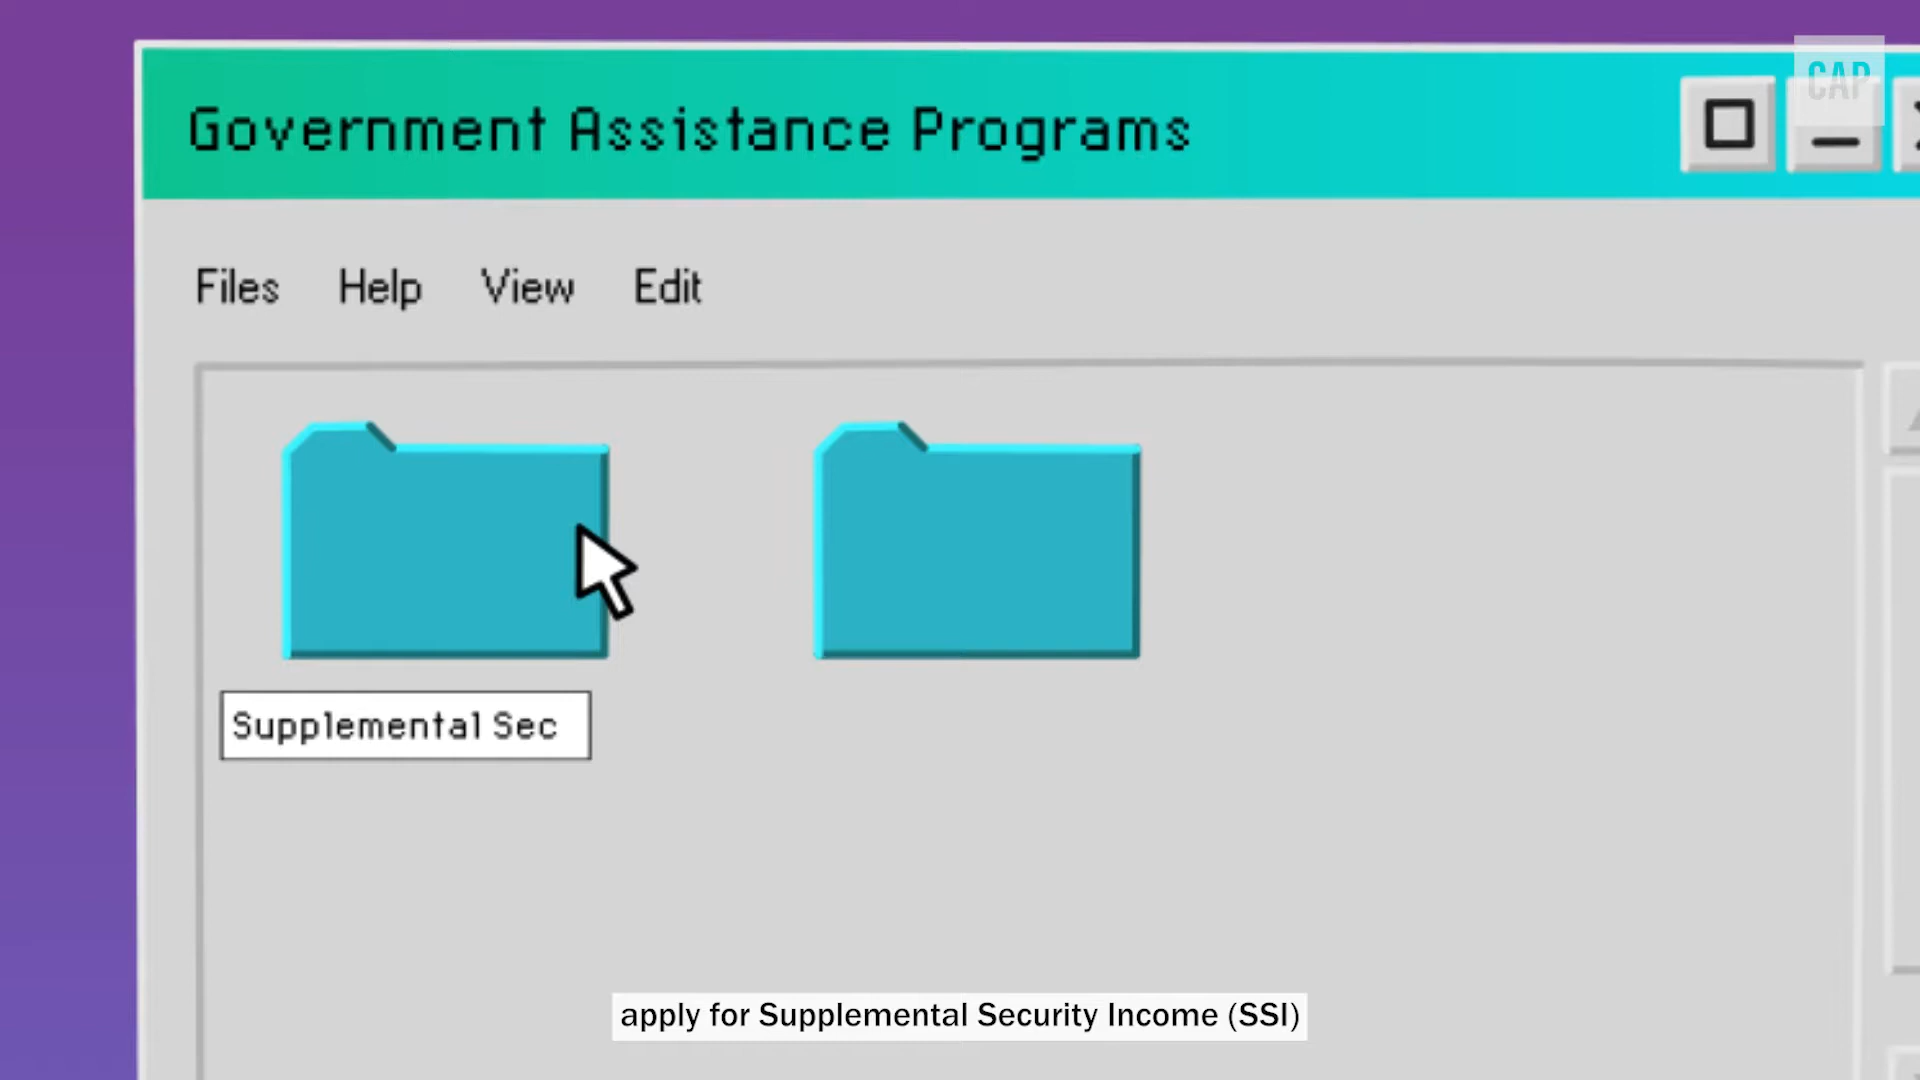 CAP
Government Assistance Programs
Files Help View Edit
Supplemental Sec
apply for Supplemental Security Income (SSI)